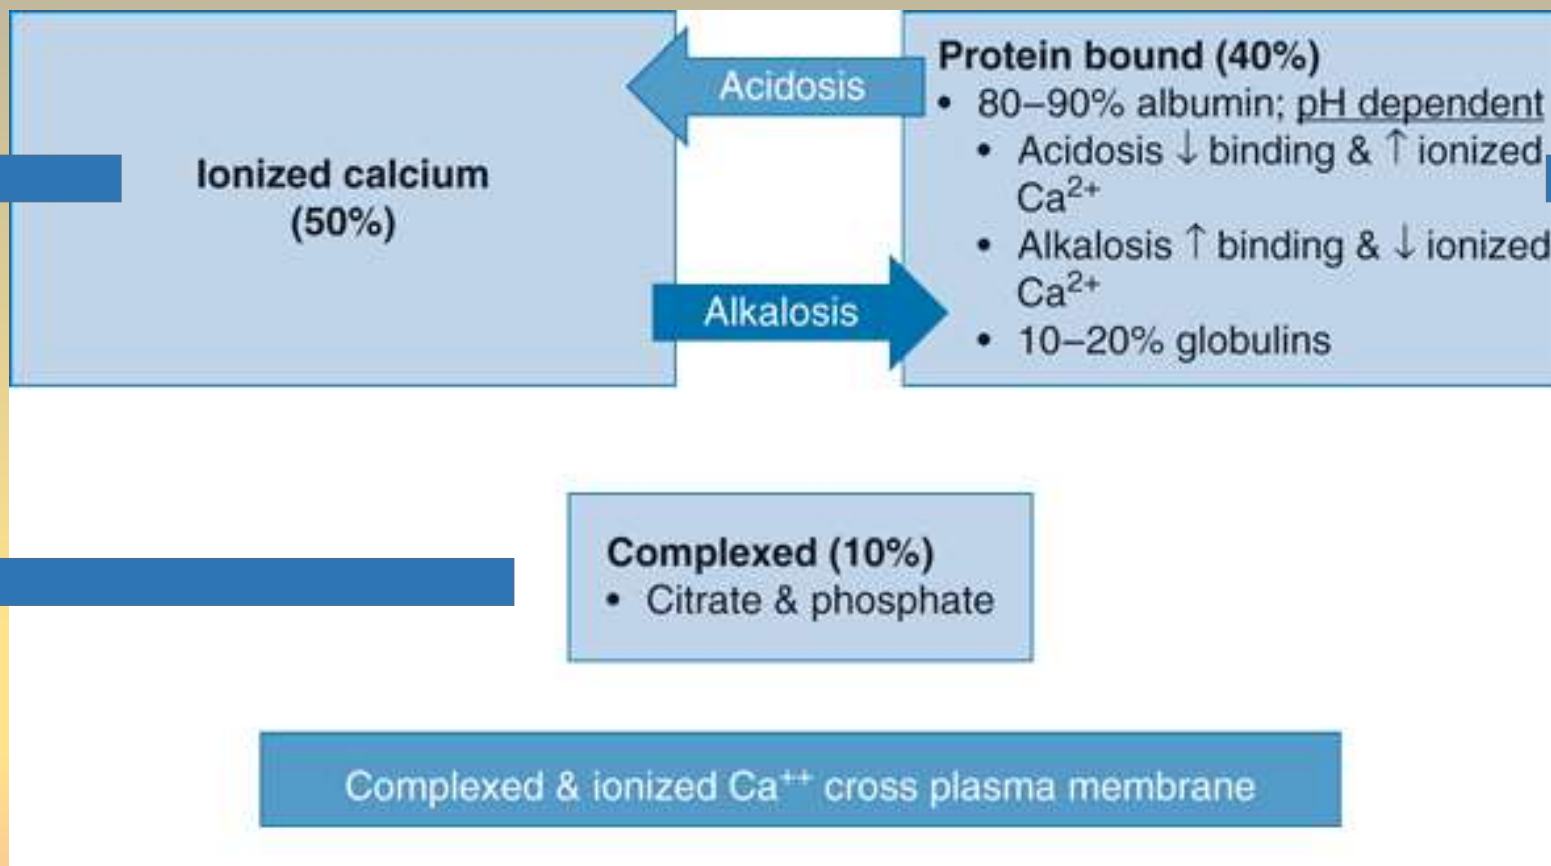 Ionized calcium
(50%)
Acidosis
Alkalosis
Protein bound (40%)
• 80–90% albumin; pH dependent
• Acidosis ↓ binding & ↑ ionized
Ca²⁺
• Alkalosis ↑ binding & ↓ ionized
Ca²⁺
• 10–20% globulins
Complexed (10%)
• Citrate & phosphate
Complexed & ionized Ca⁺⁺ cross plasma membrane